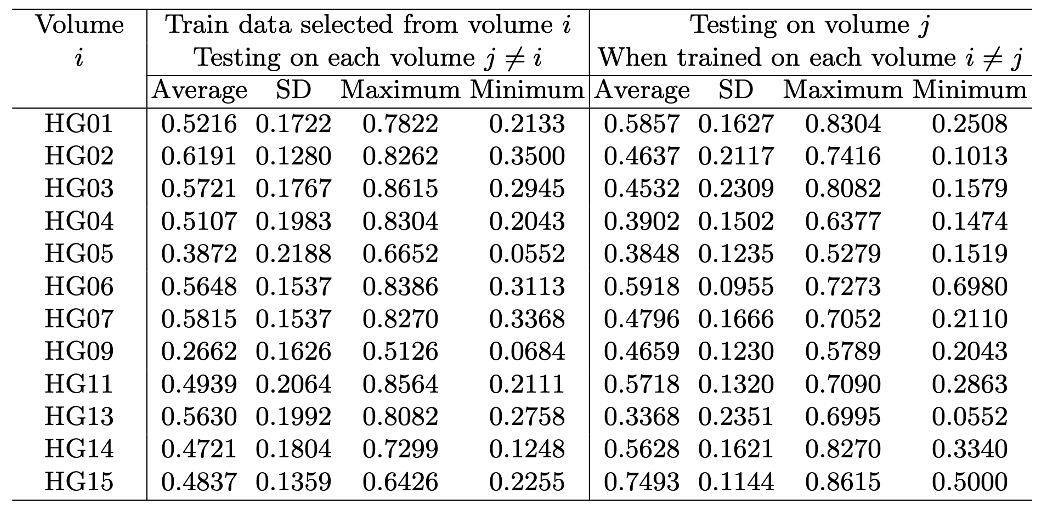 Volume Train data selected from volume i Testing on volume j
i Testing on each volume j ≠ i When trained on each volume i ≠ j
Average SD Maximum Minimum Average SD Maximum Minimum
HG01 0.5216 0.1722 0.7822 0.2133 0.5857 0.1627 0.8304 0.2508
HG02 0.6191 0.1280 0.8262 0.3500 0.4637 0.2117 0.7416 0.1013
HG03 0.5721 0.1767 0.8615 0.2945 0.4532 0.2309 0.8082 0.1579
HG04 0.5107 0.1983 0.8304 0.2043 0.3902 0.1502 0.6377 0.1474
HG05 0.3872 0.2188 0.6652 0.0552 0.3848 0.1235 0.5279 0.1519
HG06 0.5648 0.1537 0.8386 0.3113 0.5918 0.0955 0.7273 0.6980
HG07 0.5815 0.1537 0.8270 0.3368 0.4796 0.1666 0.7052 0.2110
HG09 0.2662 0.1626 0.5126 0.0684 0.4659 0.1230 0.5789 0.2043
HG11 0.4939 0.2064 0.8564 0.2111 0.5718 0.1320 0.7090 0.2863
HG13 0.5630 0.1992 0.8082 0.2758 0.3368 0.2351 0.6995 0.0552
HG14 0.4721 0.1804 0.7299 0.1248 0.5628 0.1621 0.8270 0.3340
HG15 0.4837 0.1359 0.6426 0.2255 0.7493 0.1144 0.8615 0.5000